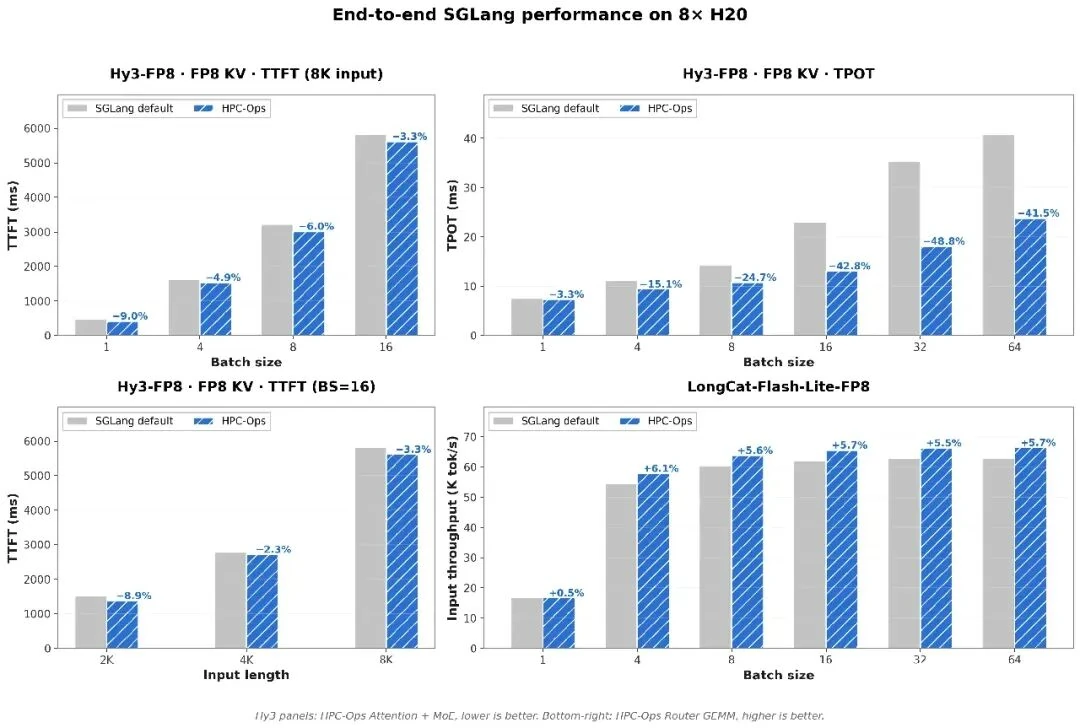 End-to-end SGLang performance on 8× H20
Hy3-FP8 · FP8 KV · TTFT (8K input)
SGLang default
HPC-Ops
TTFT (ms)
6000
5000
4000
3000
2000
1000
0
−9.0%
−4.9%
−6.0%
−3.3%
1 4 8 16
Batch size
Hy3-FP8 · FP8 KV · TPOT
SGLang default
HPC-Ops
TPOT (ms)
40
30
20
10
0
−3.3%
−15.1%
−24.7%
−42.8%
−48.8%
−41.5%
1 4 8 16 32 64
Batch size
Hy3-FP8 · FP8 KV · TTFT (BS=16)
SGLang default
HPC-Ops
TTFT (ms)
6000
5000
4000
3000
2000
1000
0
−8.9%
−2.3%
−3.3%
2K 4K 8K
Input length
LongCat-Flash-Lite-FP8
SGLang default
HPC-Ops
Input throughput (K tok/s)
70
60
50
40
30
20
10
0
+0.5%
+6.1%
+5.6%
+5.7%
+5.5%
+5.7%
1 4 8 16 32 64
Batch size
Hy3 panels: HPC-Ops Attention + MoE, lower is better. Bottom-right: HPC-Ops Router GEMM, higher is better.